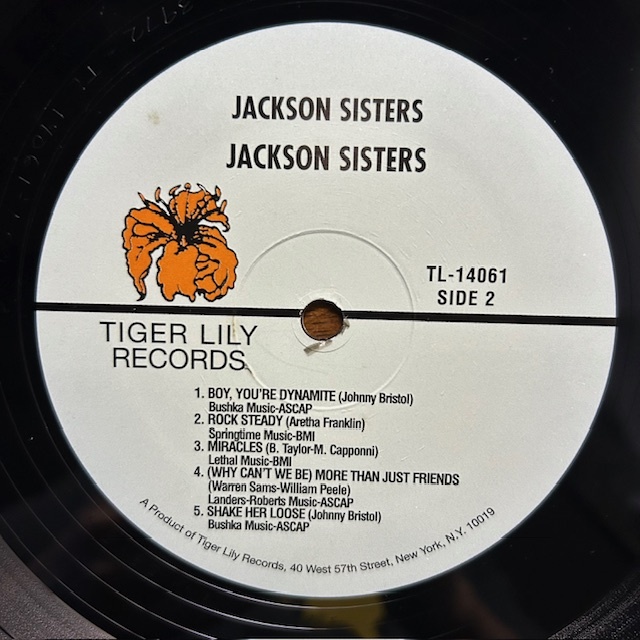 JACKSON SISTERS
JACKSON SISTERS
TL-14061
SIDE 2
TIGER LILY
RECORDS
1. BOY, YOU'RE DYNAMITE (Johnny Bristol)
Bushka Music-ASCAP
2. ROCK STEADY (Aretha Franklin)
Springtime Music-BMI
3. MIRACLES (B. Taylor-M. Capponni)
Lethal Music-BMI
4. (WHY CAN'T WE BE) MORE THAN JUST FRIENDS
(Warren Sams-William Peele)
Landers-Roberts Music-ASCAP
5. SHAKE HER LOOSE (Johnny Bristol)
Bushka Music-ASCAP
A Product of Tiger Lily Records, 40 West 57th Street, New York, N.Y. 10019